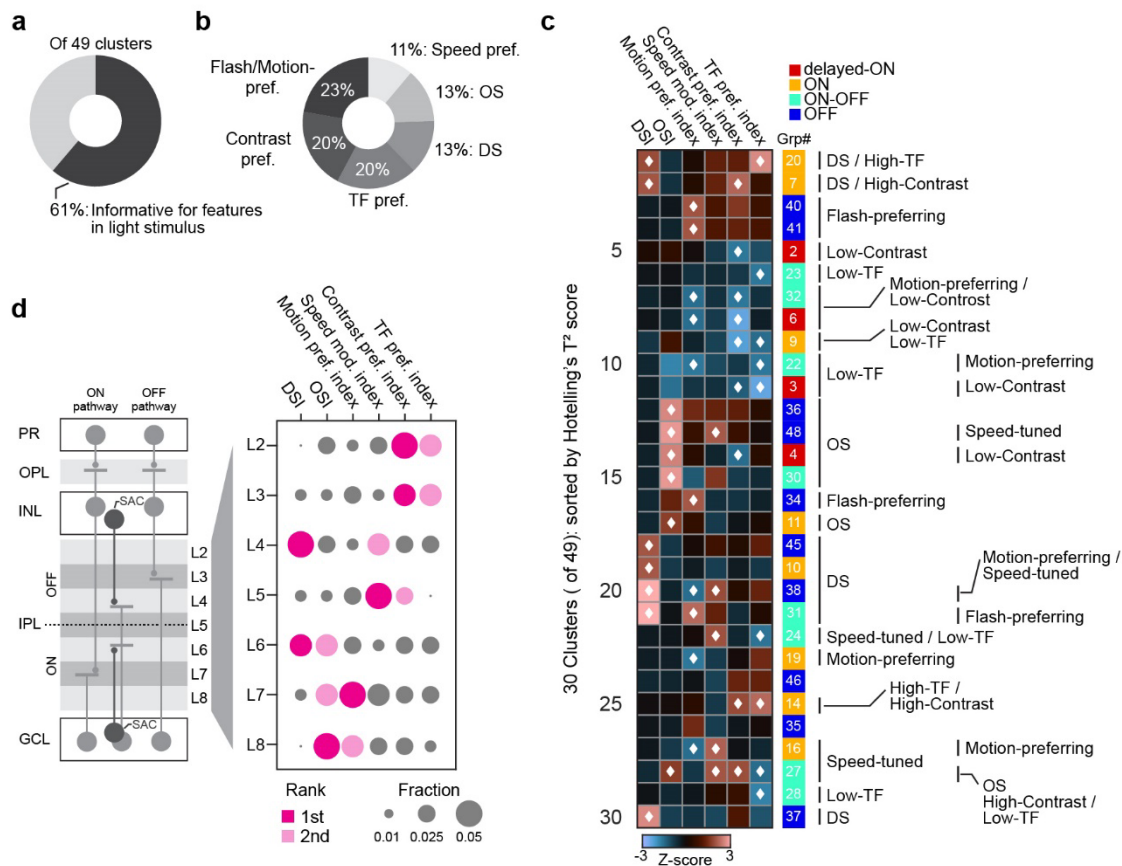 a
Of 49 clusters
61%: Informative for features
in light stimulus
b
Flash/Motion-
pref.
23%
Contrast
pref.
20%
20%
TF pref.
11%: Speed pref.
13%: OS
13%: DS
c
DSI
OSI
Motion pref. index
Speed mod. index
Contrast pref. index
TF pref. index
delayed-ON
ON
ON-OFF
OFF
Grp#
30 Clusters ( of 49): sorted by Hotelling's T² score
5
10
15
20
25
30
20
7
40
41
2
23
32
6
9
22
3
36
48
4
30
34
11
45
10
38
31
24
19
46
14
35
16
27
28
37
DS / High-TF
DS / High-Contrast
Flash-preferring
Low-Contrast
Low-TF
Motion-preferring /
Low-Controst
Low-Contrast
Low-TF
Low-TF
Motion-preferring
Low-Contrast
OS
Speed-tuned
Low-Contrast
Flash-preferring
OS
DS
Motion-preferring /
Speed-tuned
Flash-preferring
Speed-tuned / Low-TF
Motion-preferring
High-TF /
High-Contrast
Speed-tuned
Motion-preferring
OS
High-Contrast /
Low-TF
Low-TF
DS
-3
3
Z-score
d
ON
pathway
OFF
pathway
PR
OPL
INL
SAC
OFF
IPL
ON
L2
L3
L4
L5
L6
L7
L8
SAC
GCL
DSI
OSI
Motion pref. index
Speed mod. index
Contrast pref. index
TF pref. index
L2
L3
L4
L5
L6
L7
L8
Rank
1st
2nd
Fraction
0.01
0.025
0.05